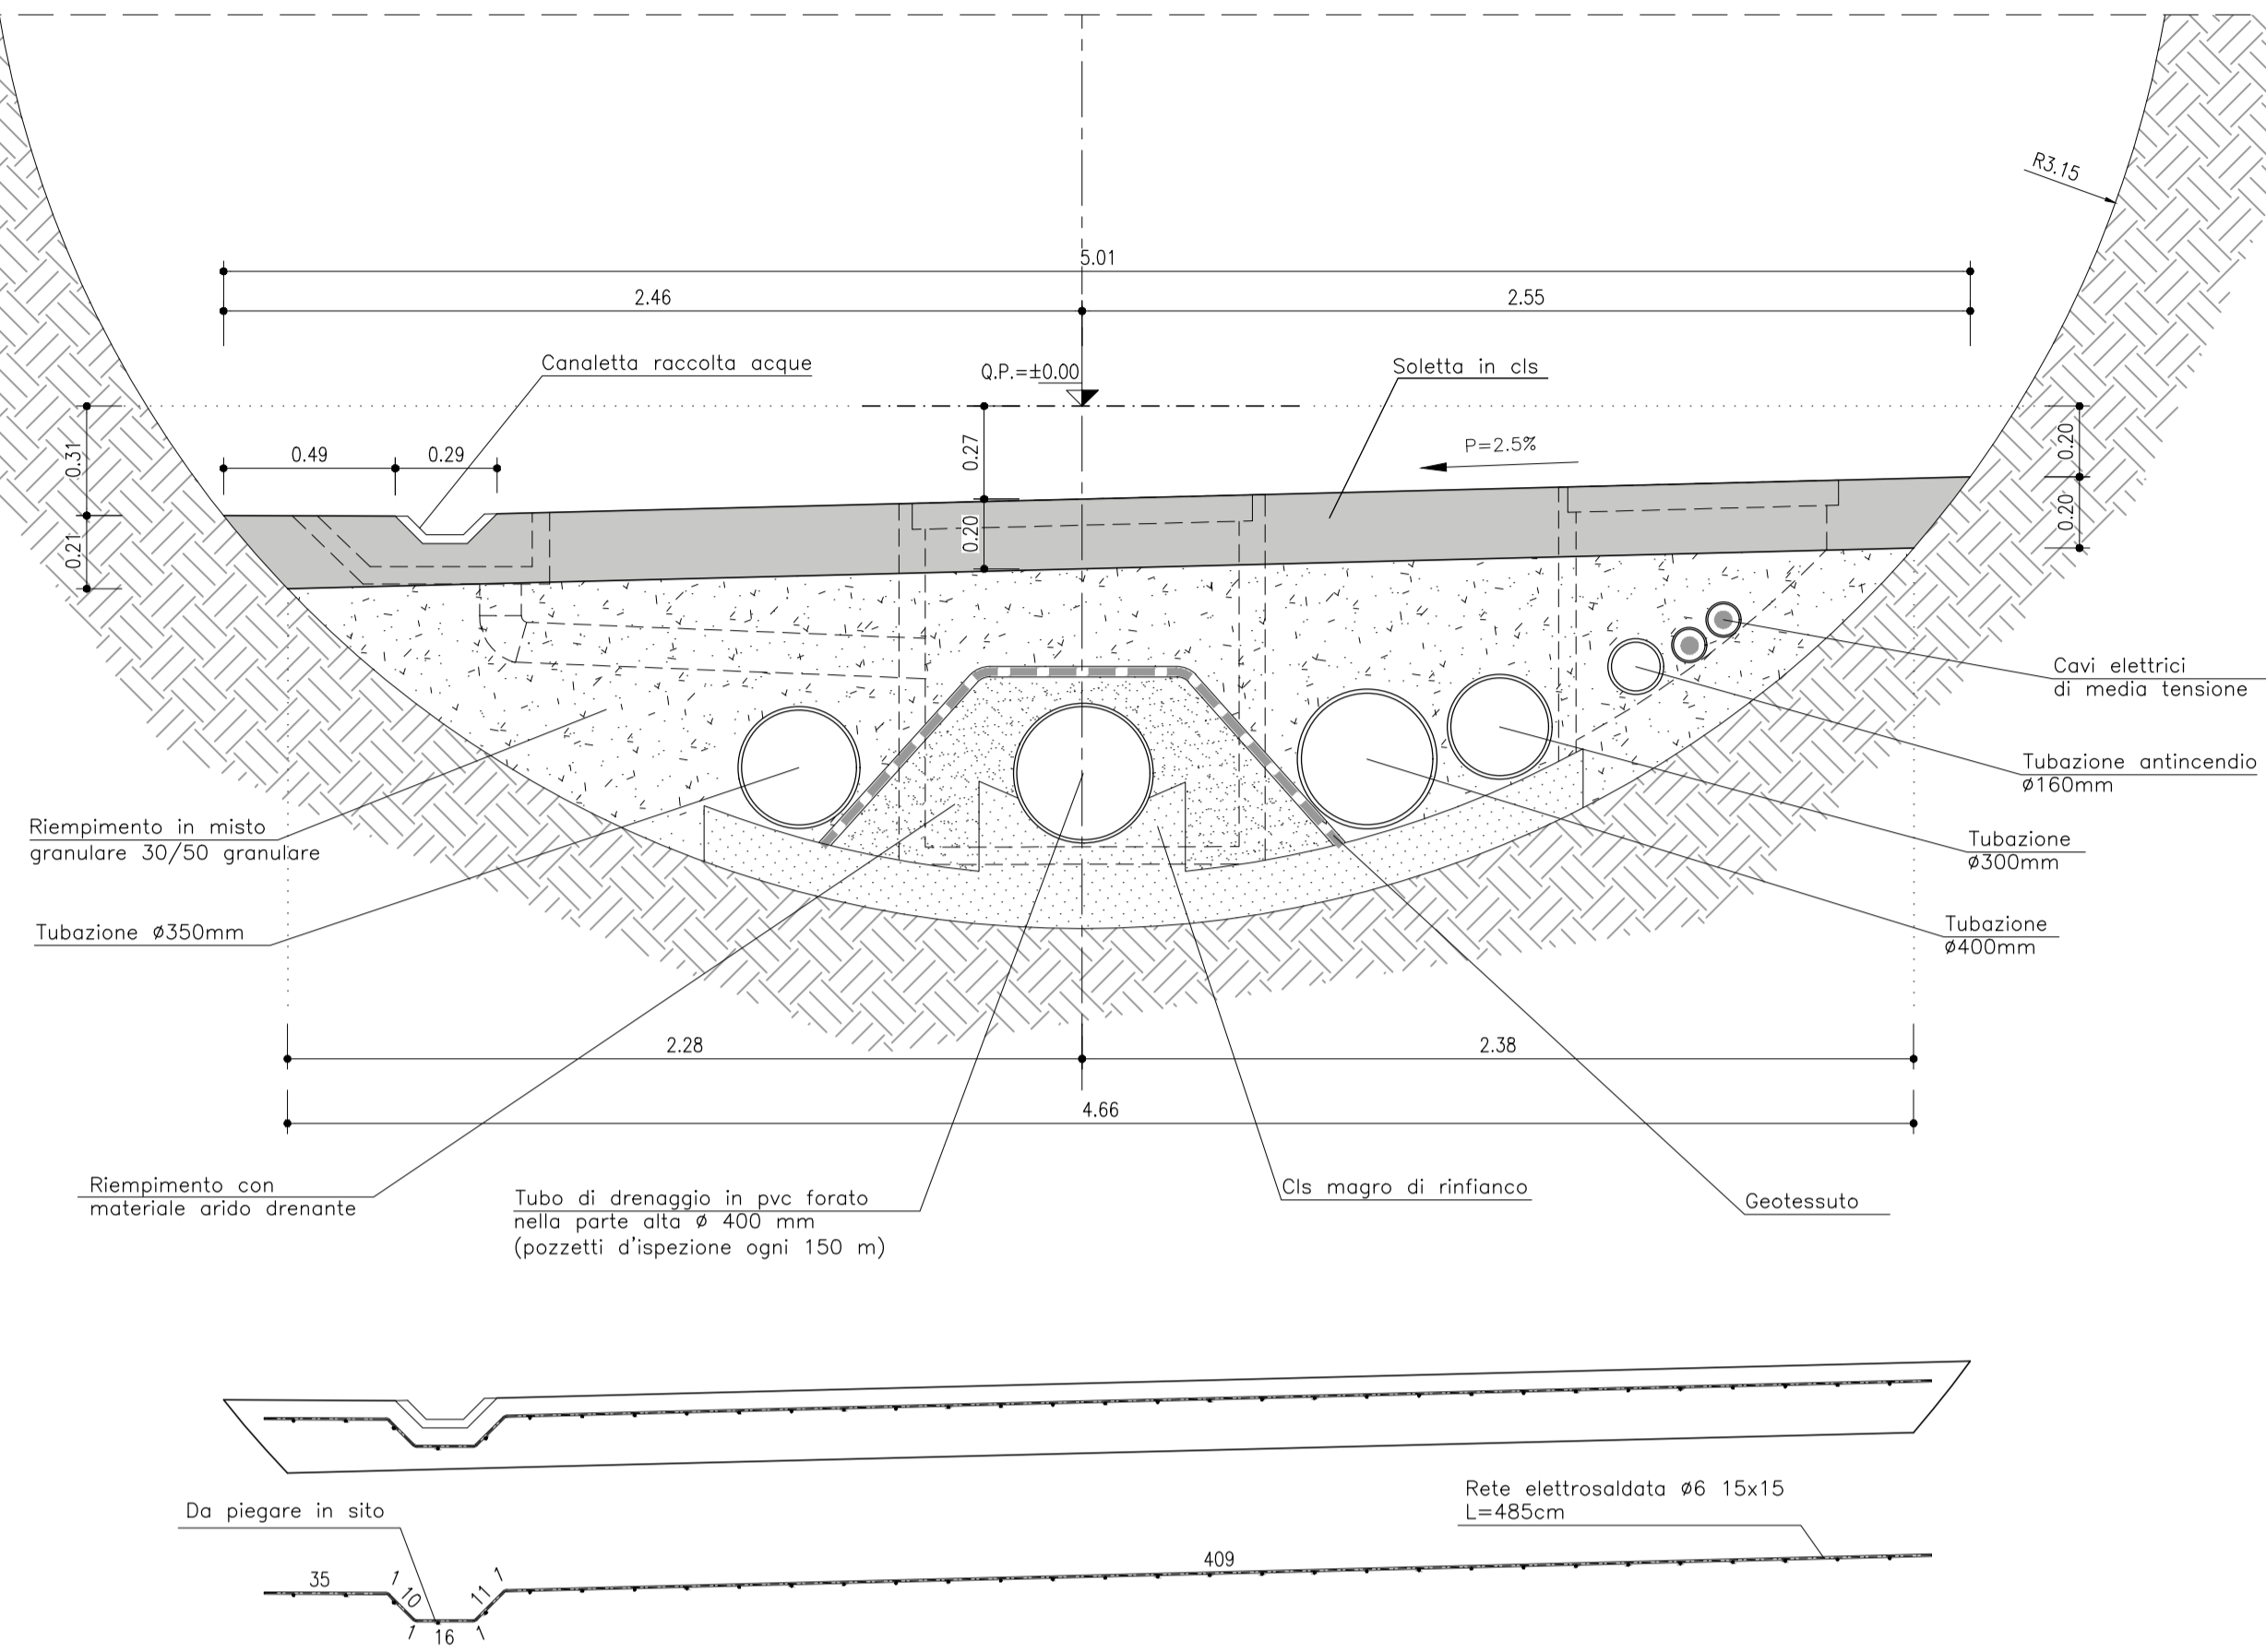 R3.15
5.01
2.46
2.55
Canaletta raccolta acque
Q.P.=±0.00
Soletta in cls
0.31
0.49
0.29
0.27
P=2.5%
0.20
0.21
0.20
0.20
Cavi elettrici
di media tensione
Tubazione antincendio
ø160mm
Riempimento in misto
granulare 30/50 granulare
Tubazione
ø300mm
Tubazione ø350mm
Tubazione
ø400mm
2.28
2.38
4.66
Riempimento con
materiale arido drenante
Tubo di drenaggio in pvc forato
nella parte alta ø 400 mm
(pozzetti d'ispezione ogni 150 m)
Cls magro di rinfianco
Geotessuto
Da piegare in sito
Rete elettrosaldata ø6 15x15
L=485cm
35
1
10
1
16
1
11
1
409